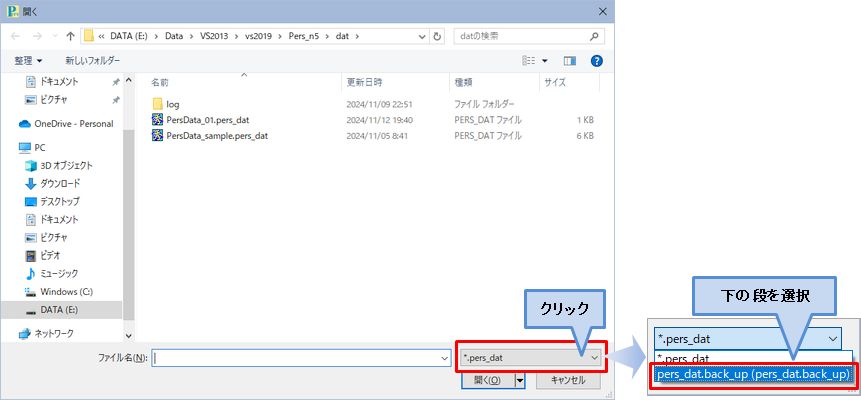 開く
« DATA (E:) › Data › VS2013 › vs2019 › Pers_n5 › dat ›
datの検索
整理 新しいフォルダー
名前 更新日時 種類 サイズ
ドキュメント
ピクチャ
OneDrive - Personal
PC
3D オブジェクト
ダウンロード
デスクトップ
ドキュメント
ピクチャ
ビデオ
ミュージック
Windows (C:)
DATA (E:)
ネットワーク
log 2024/11/09 22:51 ファイル フォルダー
PersData_01.pers_dat 2024/11/12 19:40 PERS_DAT ファイル 1 KB
PersData_sample.pers_dat 2024/11/05 8:41 PERS_DAT ファイル 6 KB
クリック
ファイル名(N):
*.pers_dat
開く(O) キャンセル
下の段を選択
*.pers_dat
*.pers_dat
pers_dat.back_up (pers_dat.back_up)